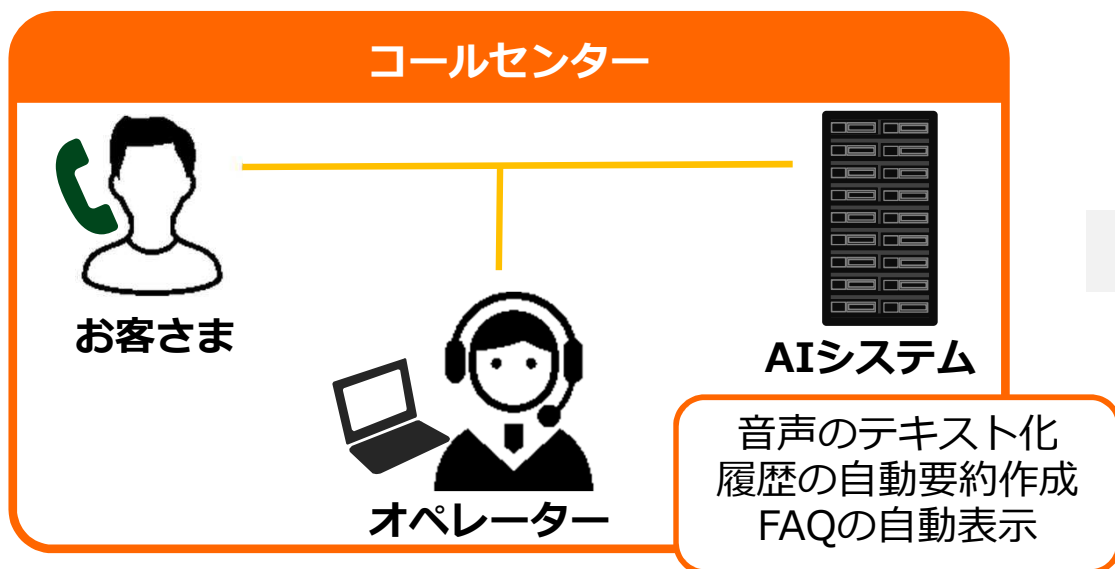 コールセンター
お客さま
AIシステム
オペレーター
音声のテキスト化
履歴の自動要約作成
FAQの自動表示